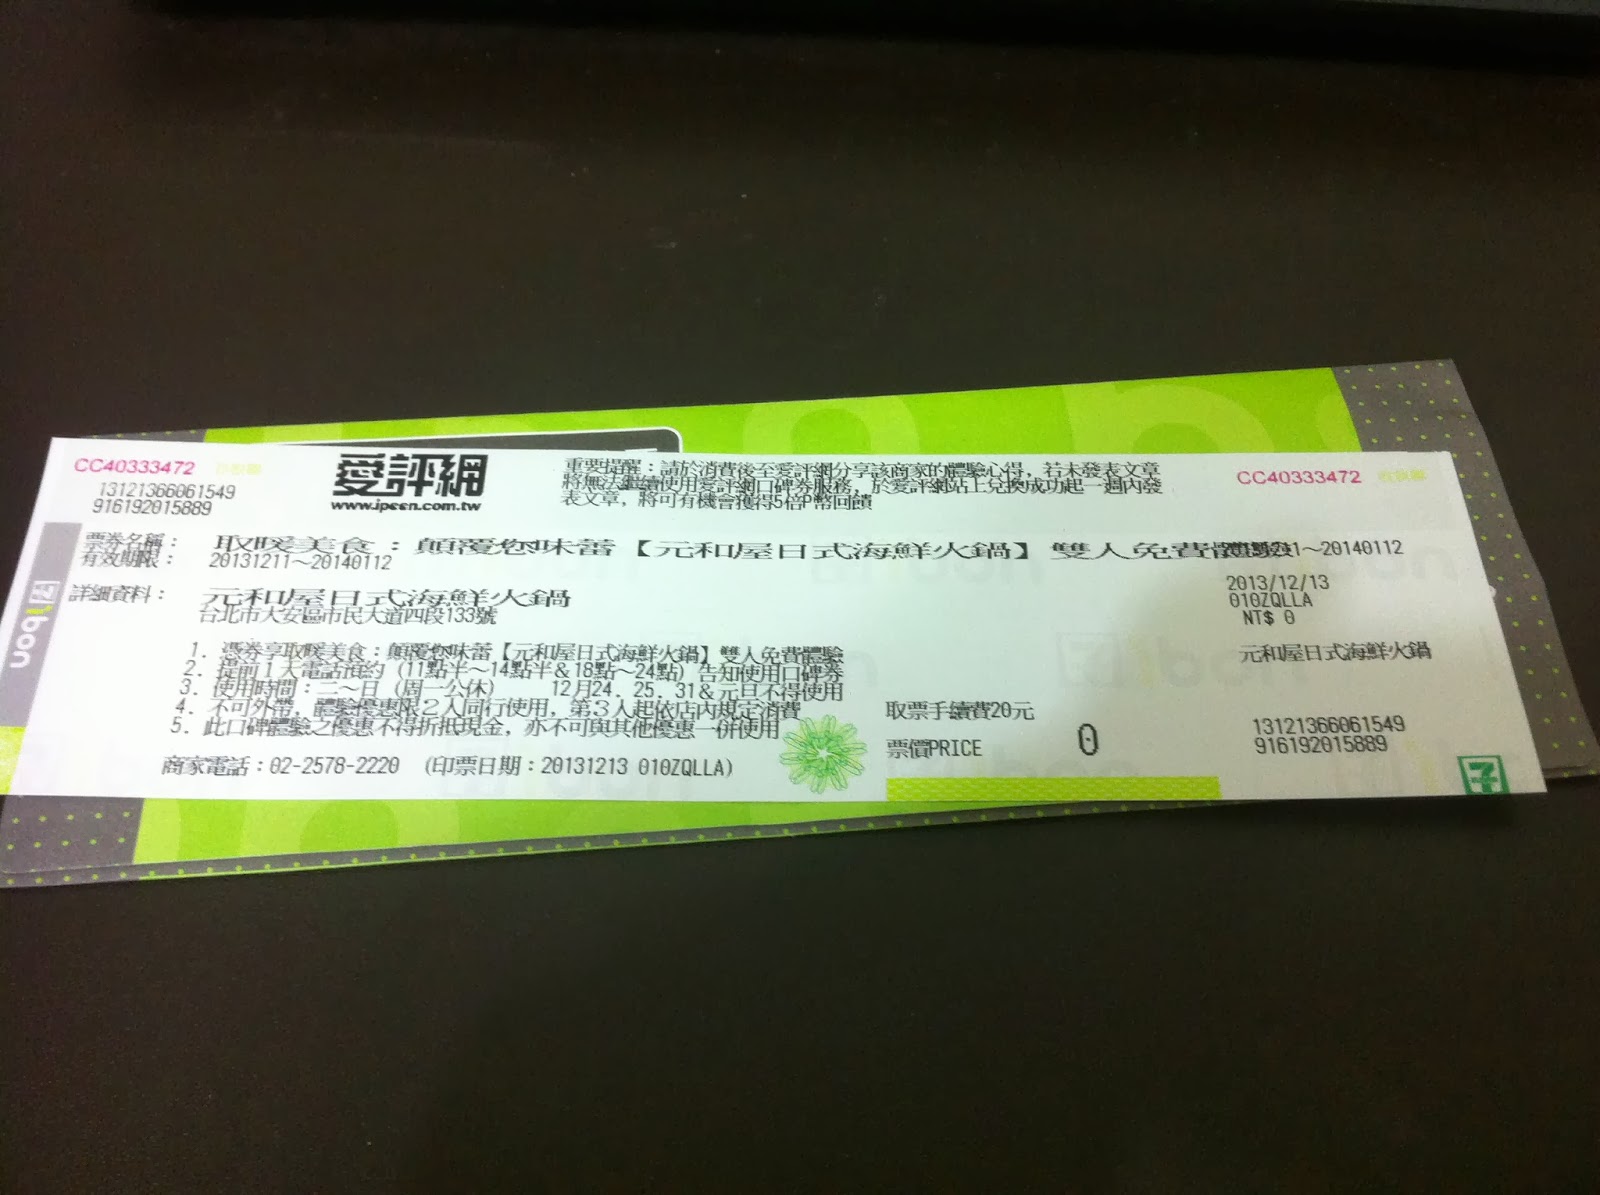 CC40333472
13121366061549
916192015889
愛評網
www.ipeen.com.tw
重要提醒：請於消費後至愛評網分享該商家的體驗心得，若未發表文章
將無法繼續使用愛評網口碑券服務，於愛評網站上兌換成功起一週內發
表文章，將可有機會獲得5倍P幣回饋
CC40333472
票券名稱： 取暖美食：顛覆您味蕾【元和屋日式海鮮火鍋】雙人免費體驗
有效期限： 20131211～20140112
～20140112
詳細資料： 元和屋日式海鮮火鍋
台北市大安區市民大道四段133號
2013/12/13
010ZQLLA
NT$ 0
1. 憑券享取暖美食：顛覆您味蕾【元和屋日式海鮮火鍋】雙人免費體驗
2. 提前1天電話預約 (11點半～14點半&18點～24點) 告知使用口碑券
3. 使用時間：二～日 (周一公休) 12月24. 25. 31&元旦不得使用
4. 不可外帶，體驗優惠限2人同行使用，第3人起依店內規定消費
5. 此口碑體驗之優惠不得折抵現金，亦不可與其他優惠一併使用
商家電話：02-2578-2220 (印票日期：20131213 010ZQLLA)
元和屋日式海鮮火鍋
取票手續費20元
票價PRICE 0
13121366061549
916192015889
ibon